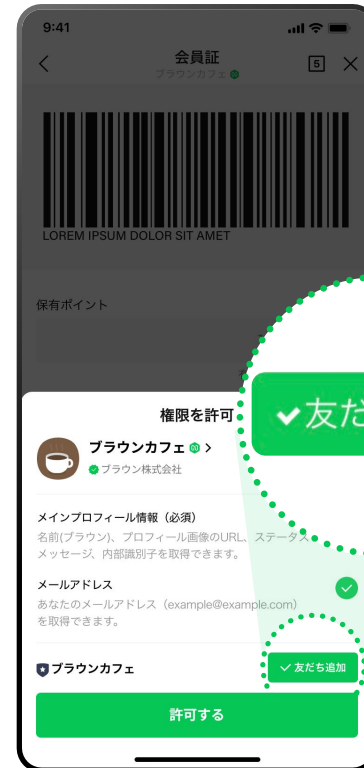 9:41
会員証
5
ブラウンカフェ
LOREM IPSUM DOLOR SIT AMET
保有ポイント
権限を許可
✓友だ
ブラウンカフェ
ブラウン株式会社
メインプロフィール情報（必須）
名前(ブラウン)、プロフィール画像のURL、ステータス
メッセージ、内部識別子を取得できます。
メールアドレス
あなたのメールアドレス（example@example.com）
を取得できます。
ブラウンカフェ
✓ 友だち追加
許可する